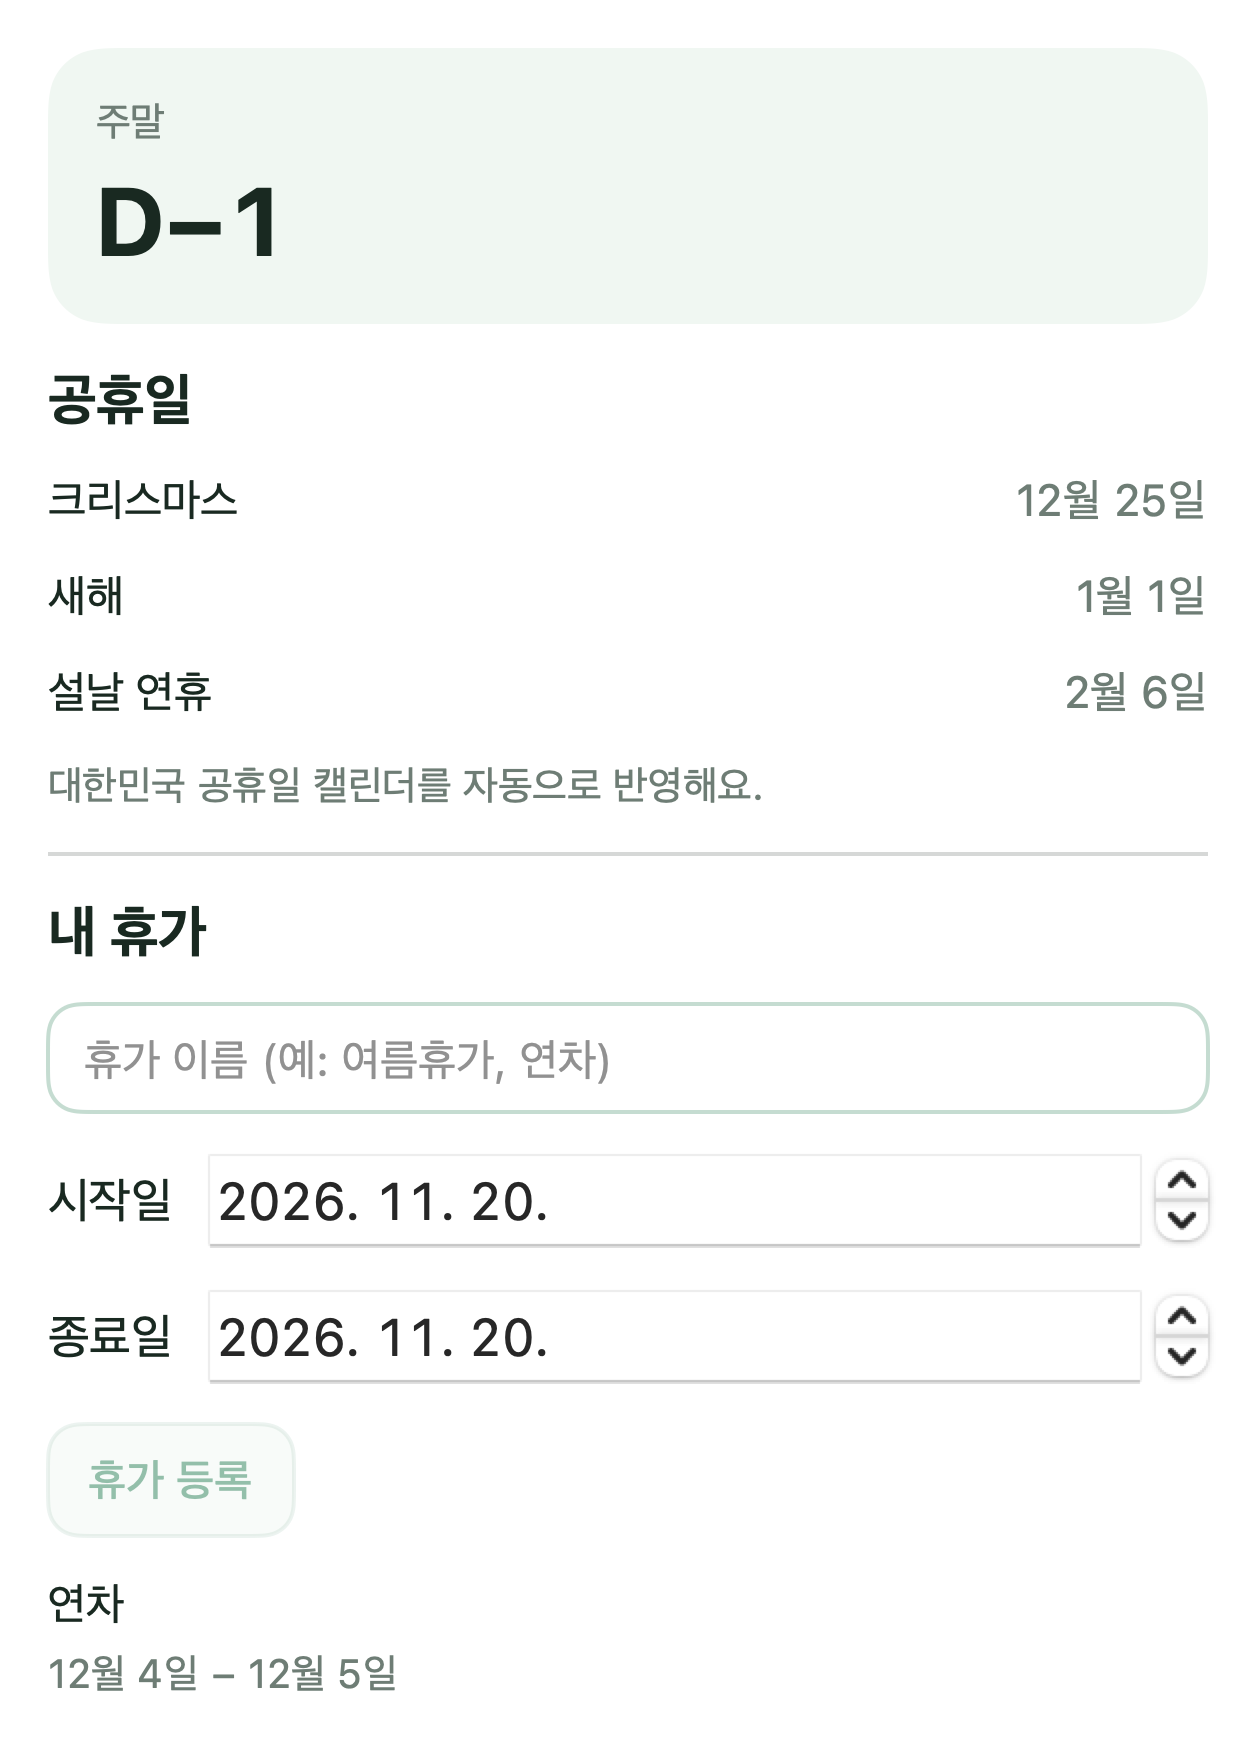 주말
D–1
공휴일
크리스마스 12월 25일
새해 1월 1일
설날 연휴 2월 6일
대한민국 공휴일 캘린더를 자동으로 반영해요.
내 휴가
휴가 이름 (예: 여름휴가, 연차)
시작일 2026. 11. 20.
종료일 2026. 11. 20.
휴가 등록
연차
12월 4일 – 12월 5일